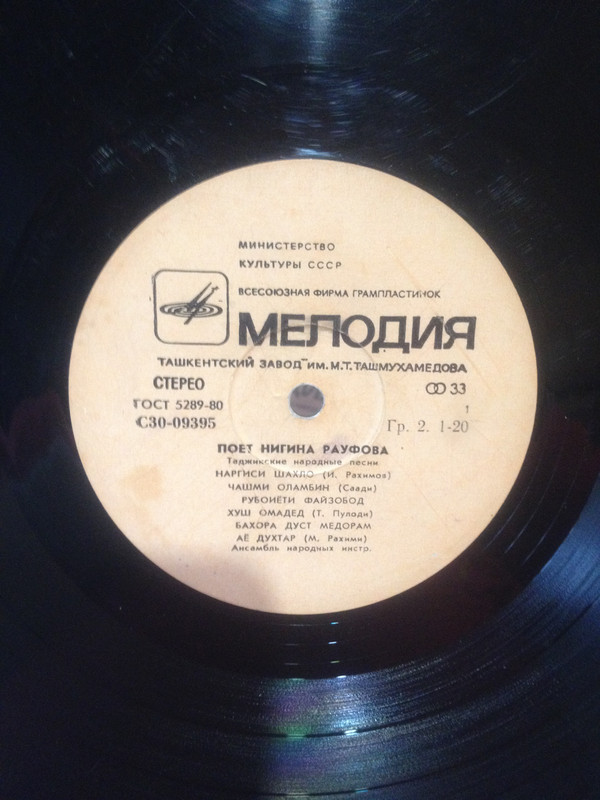 МИНИСТЕРСТВО
КУЛЬТУРЫ СССР
ВСЕСОЮЗНАЯ ФИРМА ГРАМПЛАСТИНОК
МЕЛОДИЯ
ТАШКЕНТСКИЙ ЗАВОД ИМ. М.Т. ТАШМУХАМЕДОВА
СТЕРЕО
33
ГОСТ 5289-80
1
С30-09395
Гр. 2. 1-20
ПОЕТ НИГИНА РАУФОВА
Таджикские народные песни
НАРГИСИ ШАХЛО (И. Рахимоя)
ЧАШМИ ОЛАМБИН (Саади)
РУБОИЁТИ ФАЙЗОБОД
ХУШ ОМАДЕД (Т. Пулоди)
БАХОРА ДУСТ МЕДОРАМ
АЁ ДУХТАР (М. Рахими)
Ансамбль народных инстр.